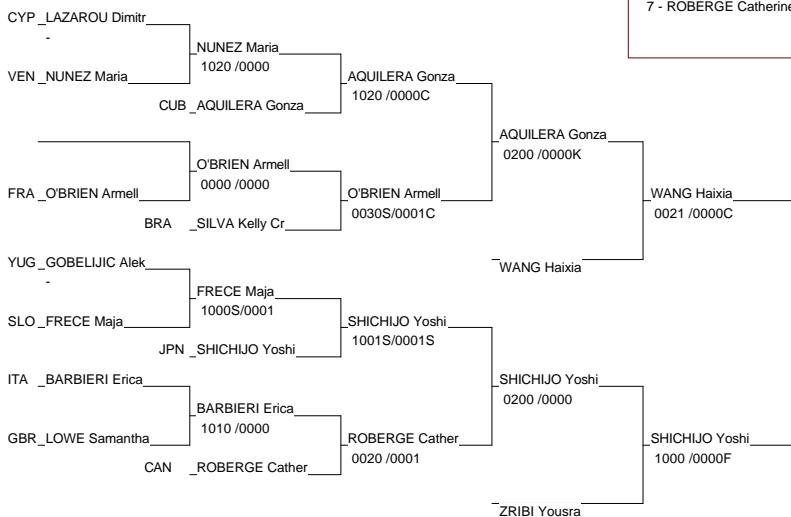 7 - ROBERGE Catherine
CYP _LAZAROU Dimitr
-
NUNEZ Maria
1020 /0000
VEN _NUNEZ Maria
AQUILERA Gonza
1020 /0000C
CUB _AQUILERA Gonza
AQUILERA Gonza
0200 /0000K
O'BRIEN Armell
0000 /0000
FRA _O'BRIEN Armell
O'BRIEN Armell
0030S/0001C
WANG Haixia
0021 /0000C
BRA _SILVA Kelly Cr
YUG _GOBELIJIC Alek
-
WANG Haixia
FRECE Maja
1000S/0001
SLO _FRECE Maja
SHICHIJO Yoshi
1001S/0001S
JPN _SHICHIJO Yoshi
ITA _BARBIERI Erica
SHICHIJO Yoshi
0200 /0000
BARBIERI Erica
1010 /0000
GBR _LOWE Samantha
ROBERGE Cather
0020 /0001
SHICHIJO Yoshi
1000 /0000F
CAN _ROBERGE Cather
ZRIBI Yousra